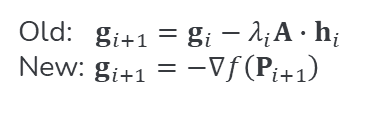 Old: g_{i+1} = g_i − λ_i A · h_i
New: g_{i+1} = −∇f(P_{i+1})